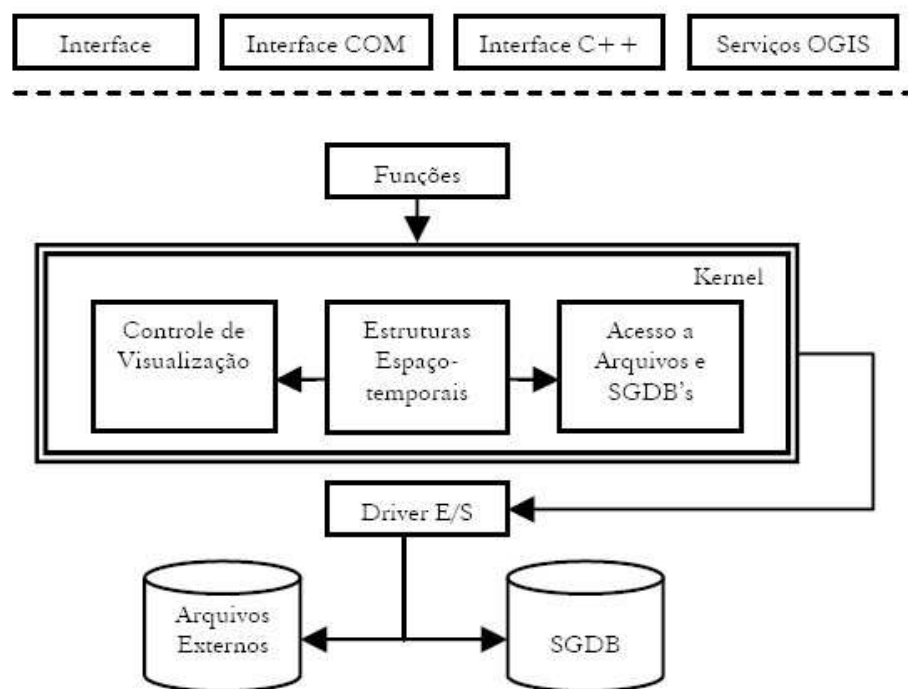 Interface
Interface COM
Interface C++
Serviços OGIS
Funções
Kernel
Controle de
Visualização
Estruturas
Espaço-
temporais
Acesso a
Arquivos e
SGDB's
Driver E/S
Arquivos
Externos
SGDB